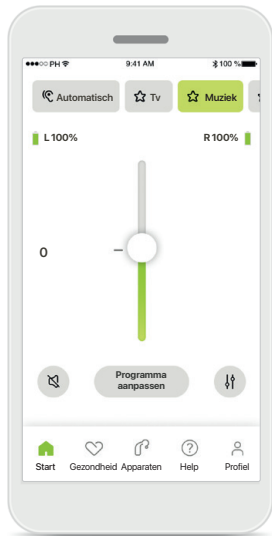 PH 9:41 AM 100 %
Automatisch Tv Muziek
L 100% R 100%
0
Programma
aanpassen
Start Gezondheid Apparaten Help Profiel